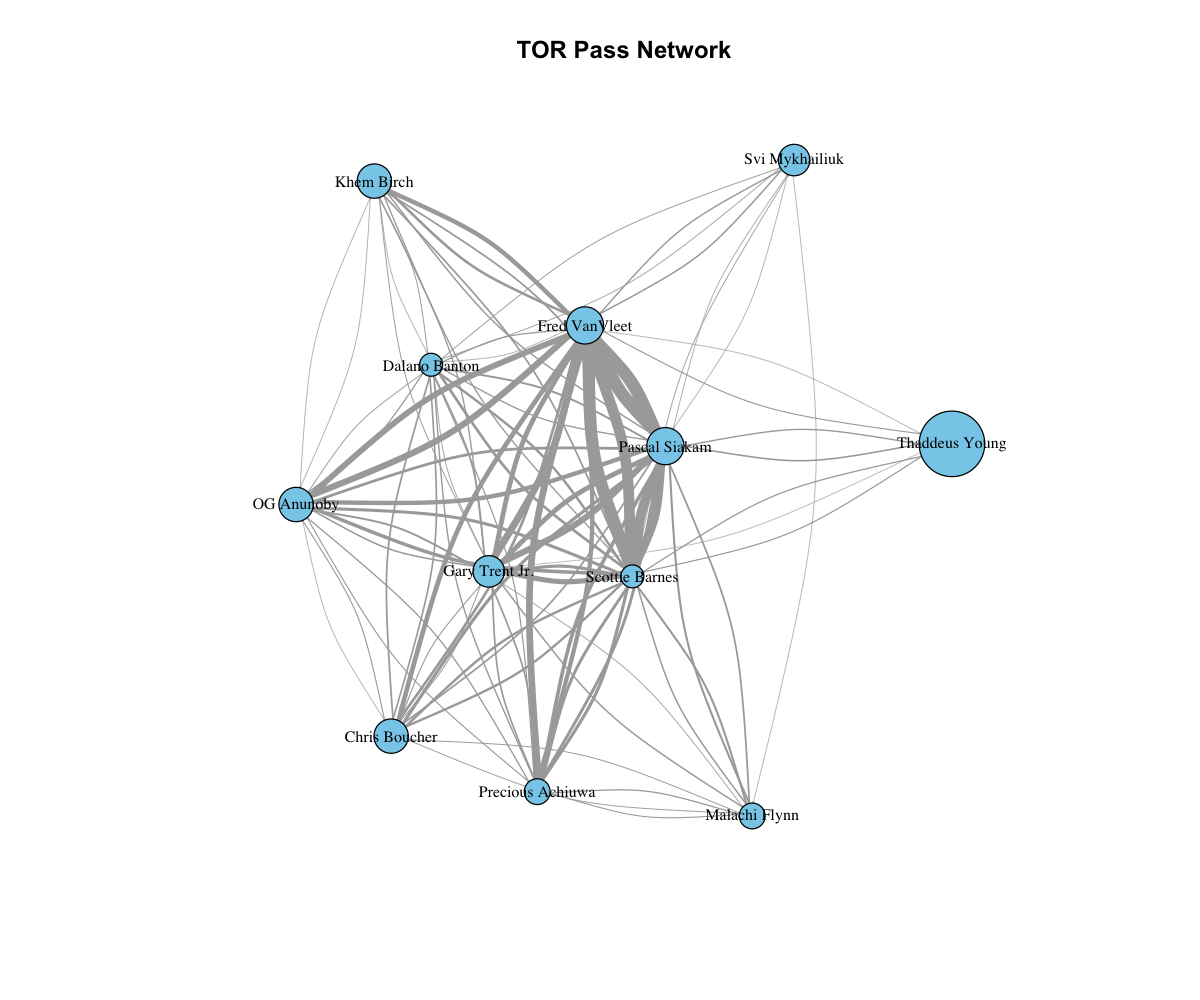 TOR Pass Network
Svi Mykhailiuk
Khem Birch
Fred VanVleet
Dalano Banton
Thaddeus Young
Pascal Siakam
OG Anunoby
Gary Trent Jr.
Scottie Barnes
Chris Boucher
Precious Achiuwa
Malachi Flynn